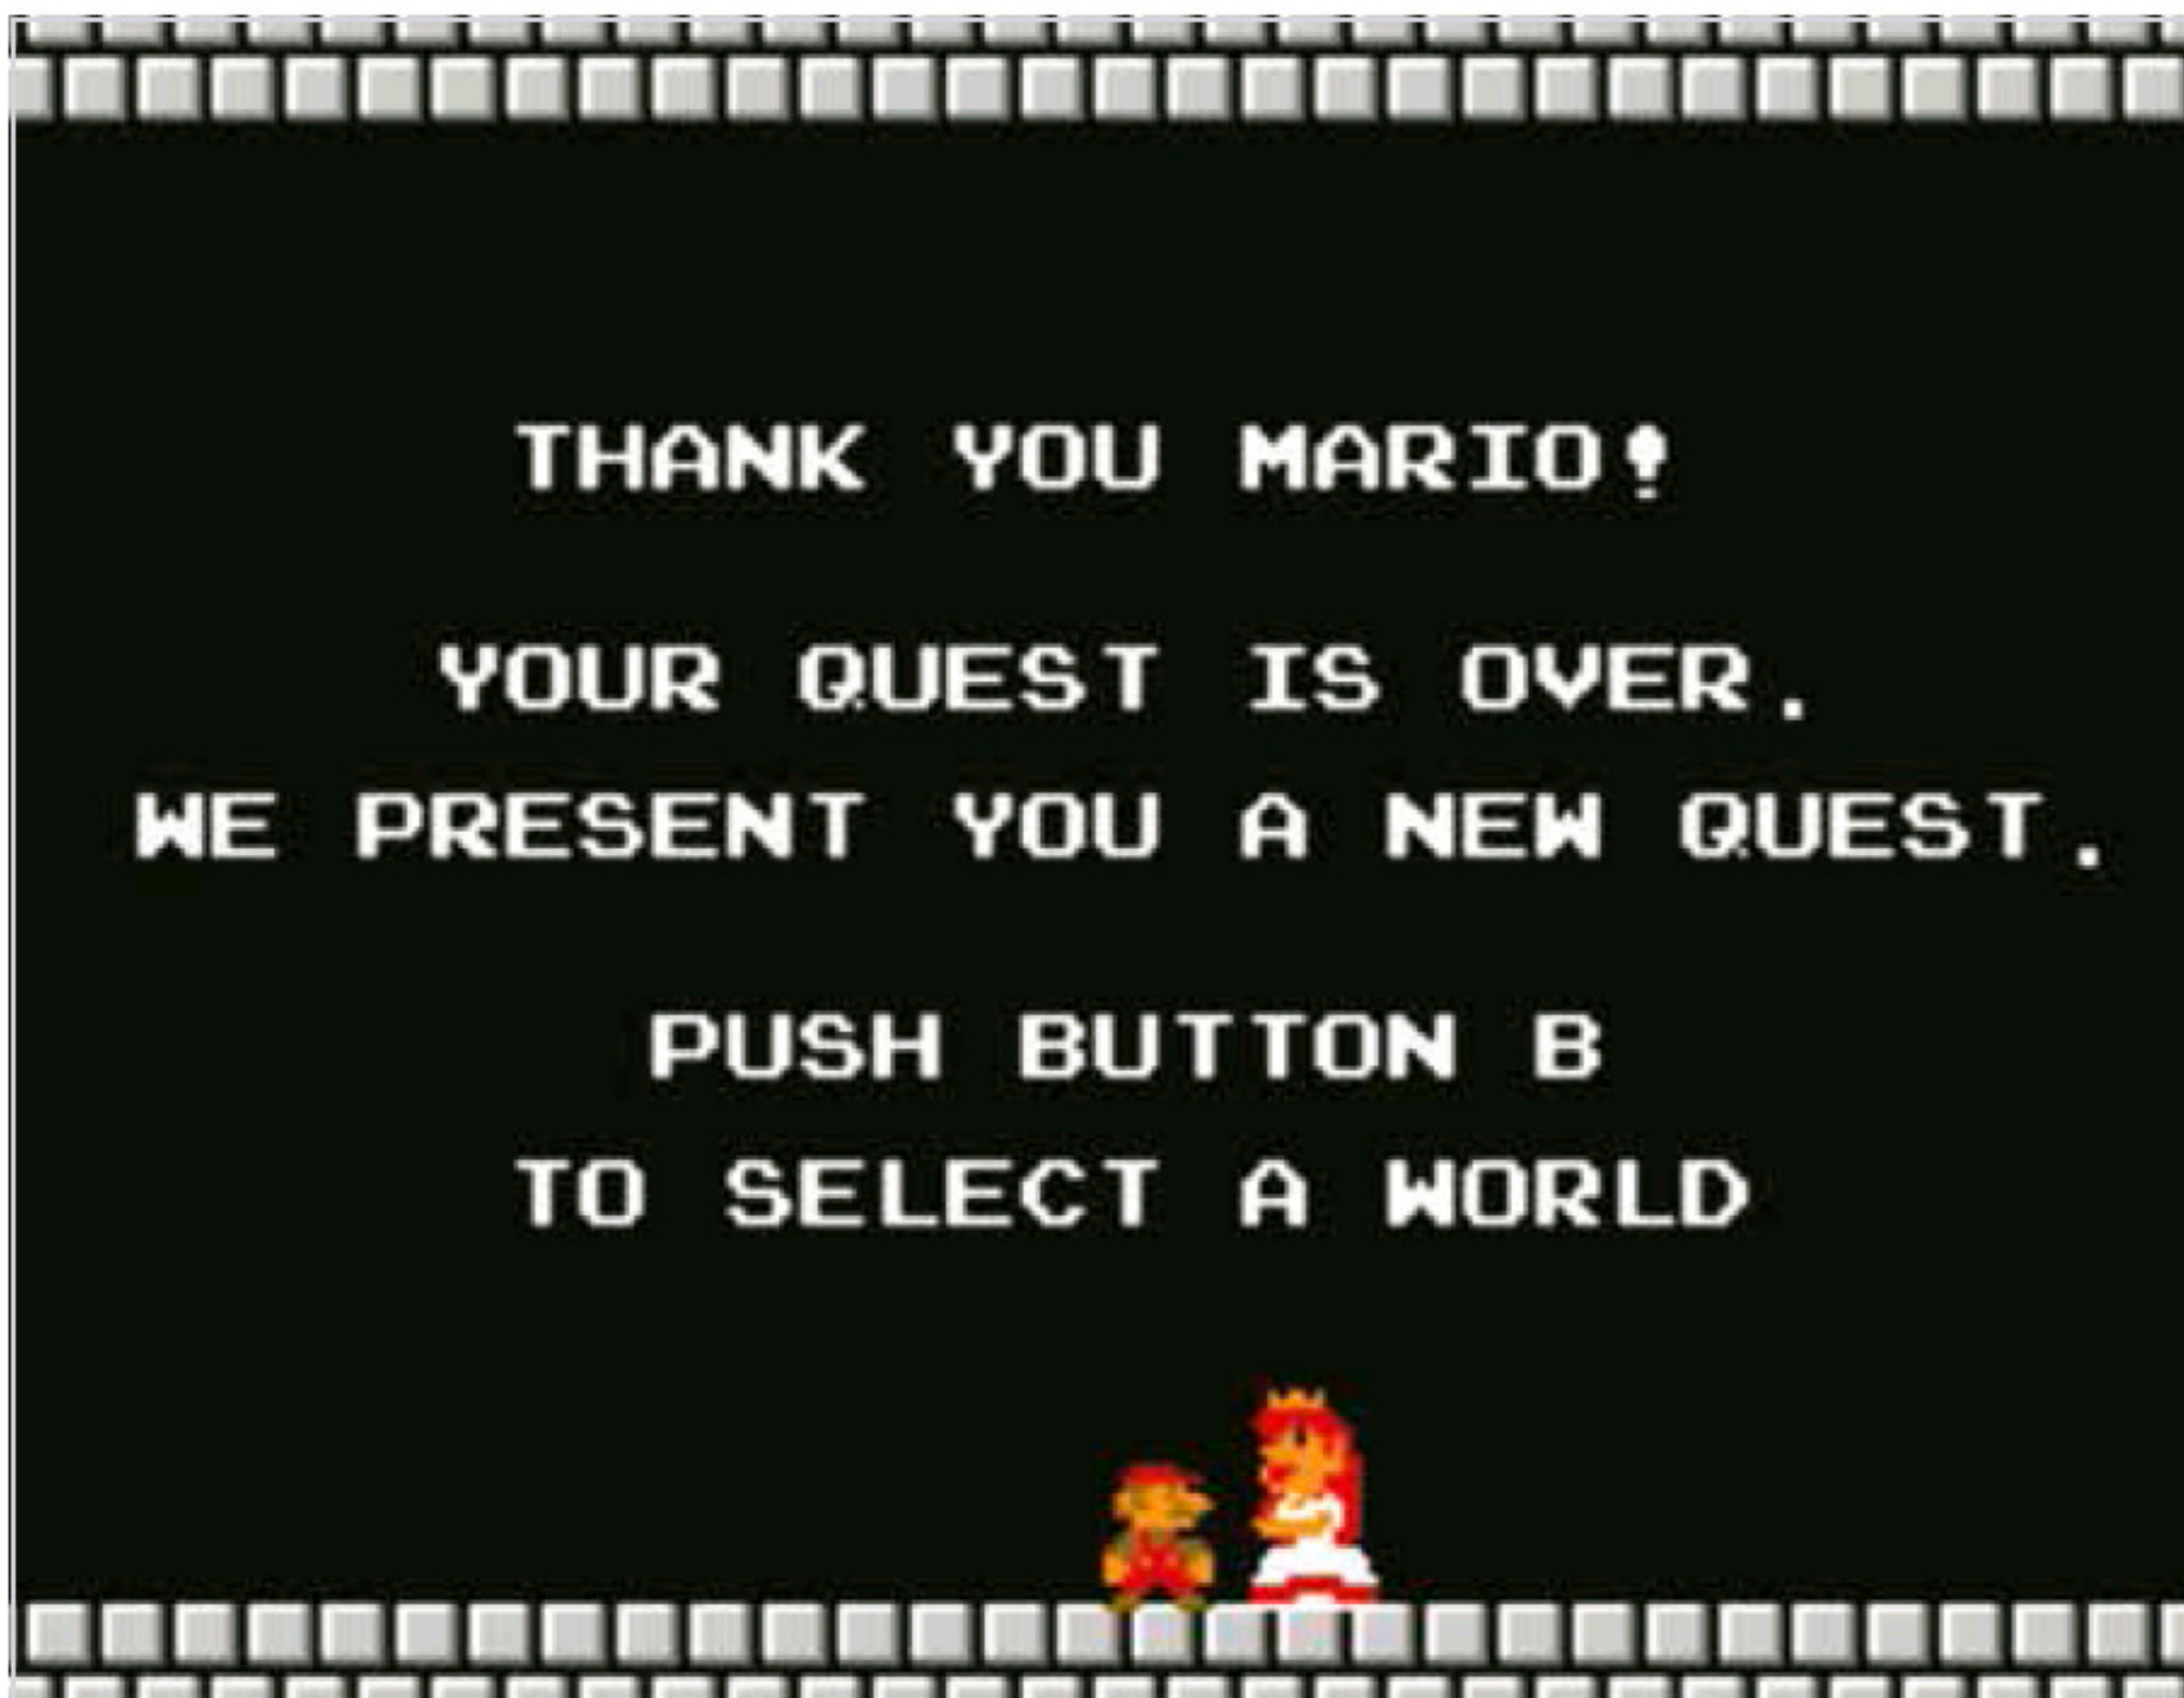 THANK YOU MARIO!
YOUR QUEST IS OVER.
WE PRESENT YOU A NEW QUEST.
PUSH BUTTON B
TO SELECT A WORLD